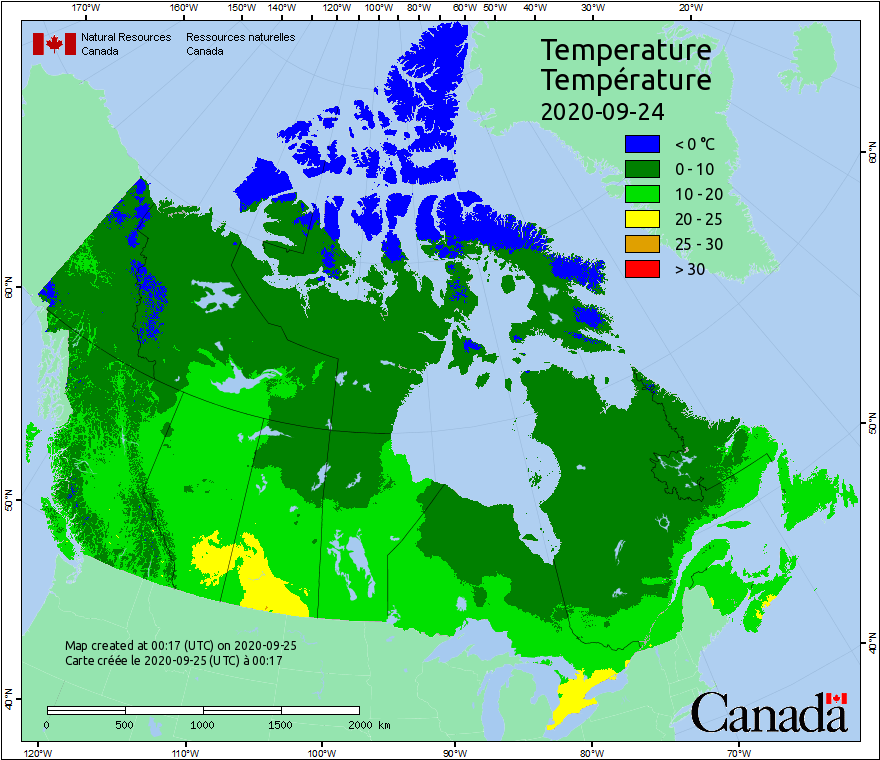 170°W 160°W 150°W 140°W 130°W 120°W 110°W 100°W 90°W 80°W 60°W 50°W 40°W 30°W 20°W
Natural Resources Canada
Ressources naturelles Canada
Temperature
Température
2020-09-24
< 0 °C
0 - 10
10 - 20
20 - 25
25 - 30
> 30
60°N
60°N
50°N
50°N
40°N
40°N
Map created at 00:17 (UTC) on 2020-09-25
Carte créée le 2020-09-25 (UTC) à 00:17
0 500 1000 1500 2000 km
Canada
120°W 110°W 100°W 90°W 80°W 70°W